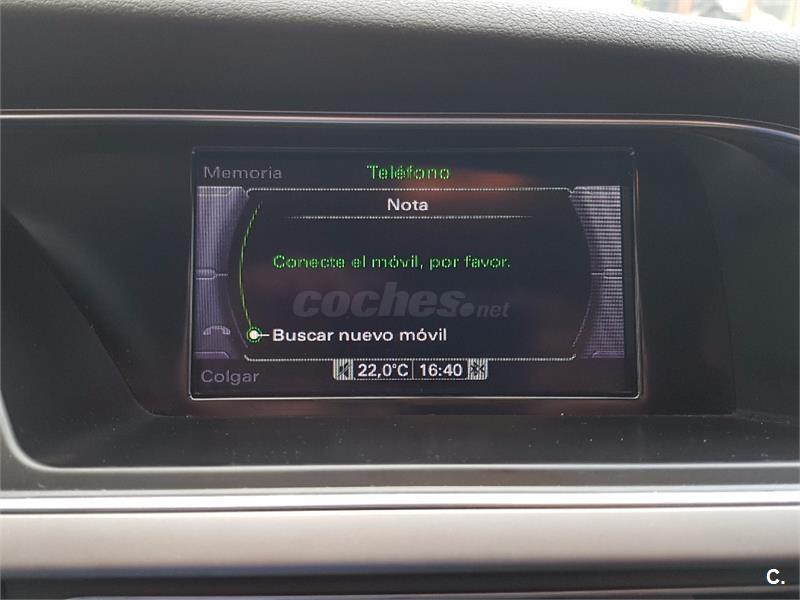 Memoria Teléfono
Nota
Conecte el móvil, por favor.
coches.net
Buscar nuevo móvil
Colgar 22,0°C 16:40
C.